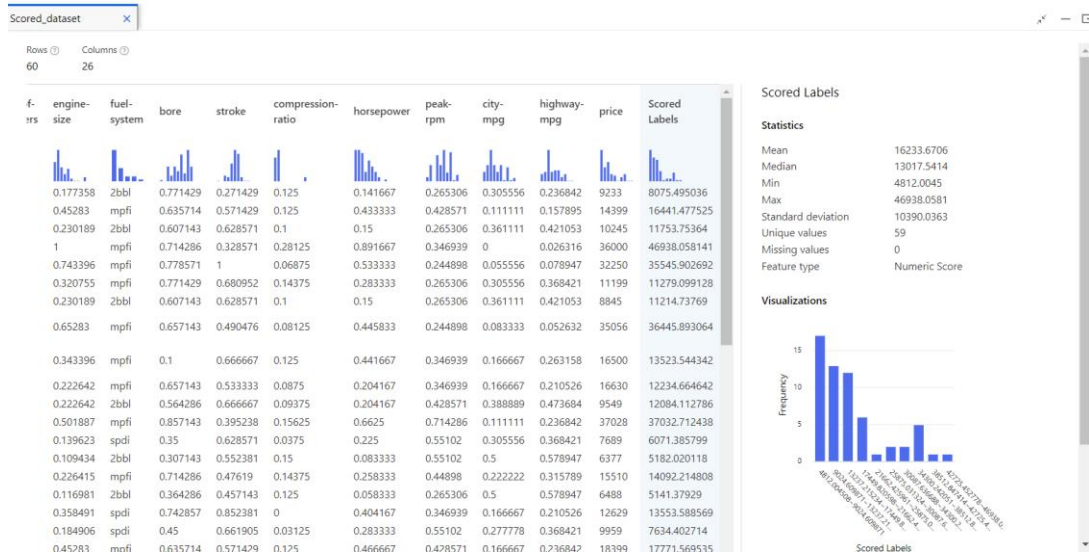 Scored_dataset
Rows Columns
60 26
engine-size fuel-system bore stroke compression-ratio horsepower peak-rpm city-mpg highway-mpg price Scored Labels
0.177358 2bbl 0.771429 0.271429 0.125 0.141667 0.265306 0.305556 0.236842 9233 8075.495036
0.45283 mpfi 0.635714 0.571429 0.125 0.433333 0.428571 0.111111 0.157895 14399 16441.477525
0.230189 2bbl 0.607143 0.628571 0.1 0.15 0.265306 0.361111 0.421053 10245 11753.75364
1 mpfi 0.714286 0.328571 0.28125 0.891667 0.346939 0 0.026316 36000 46938.058141
0.743396 mpfi 0.778571 1 0.06875 0.533333 0.244898 0.055556 0.078947 32250 35545.902692
0.320755 mpfi 0.771429 0.680952 0.14375 0.283333 0.265306 0.305556 0.368421 11199 11279.099128
0.230189 2bbl 0.607143 0.628571 0.1 0.15 0.265306 0.361111 0.421053 8845 11214.73769
0.65283 mpfi 0.657143 0.490476 0.08125 0.445833 0.244898 0.083333 0.052632 35056 36445.893064
0.343396 mpfi 0.1 0.666667 0.125 0.441667 0.346939 0.166667 0.263158 16500 13523.544342
0.222642 mpfi 0.657143 0.533333 0.0875 0.204167 0.346939 0.166667 0.210526 16630 12234.664642
0.222642 2bbl 0.564286 0.666667 0.09375 0.204167 0.428571 0.388889 0.473684 9549 12084.112786
0.501887 mpfi 0.857143 0.395238 0.15625 0.6625 0.714286 0.111111 0.236842 37028 37032.712438
0.139623 spdi 0.35 0.628571 0.0375 0.225 0.55102 0.305556 0.368421 7689 6071.385799
0.109434 2bbl 0.307143 0.552381 0.15 0.083333 0.55102 0.5 0.578947 6377 5182.020118
0.226415 mpfi 0.714286 0.47619 0.14375 0.258333 0.44898 0.222222 0.315789 15510 14092.214808
0.116981 2bbl 0.364286 0.457143 0.125 0.058333 0.265306 0.5 0.578947 6488 5141.37929
0.358491 spdi 0.742857 0.852381 0 0.404167 0.346939 0.166667 0.210526 12629 13553.588569
0.184906 spdi 0.45 0.661905 0.03125 0.283333 0.55102 0.277778 0.368421 9959 7634.402714
0.45283 mpfi 0.635714 0.571429 0.125 0.466667 0.428571 0.166667 0.236842 18399 17771.569535
Scored Labels
Statistics
Mean 16233.6706
Median 13017.5414
Min 4812.0045
Max 46938.0581
Standard deviation 10390.0363
Unique values 59
Missing values 0
Feature type Numeric Score
Visualizations
15
10
5
0
Frequency
Scored Labels